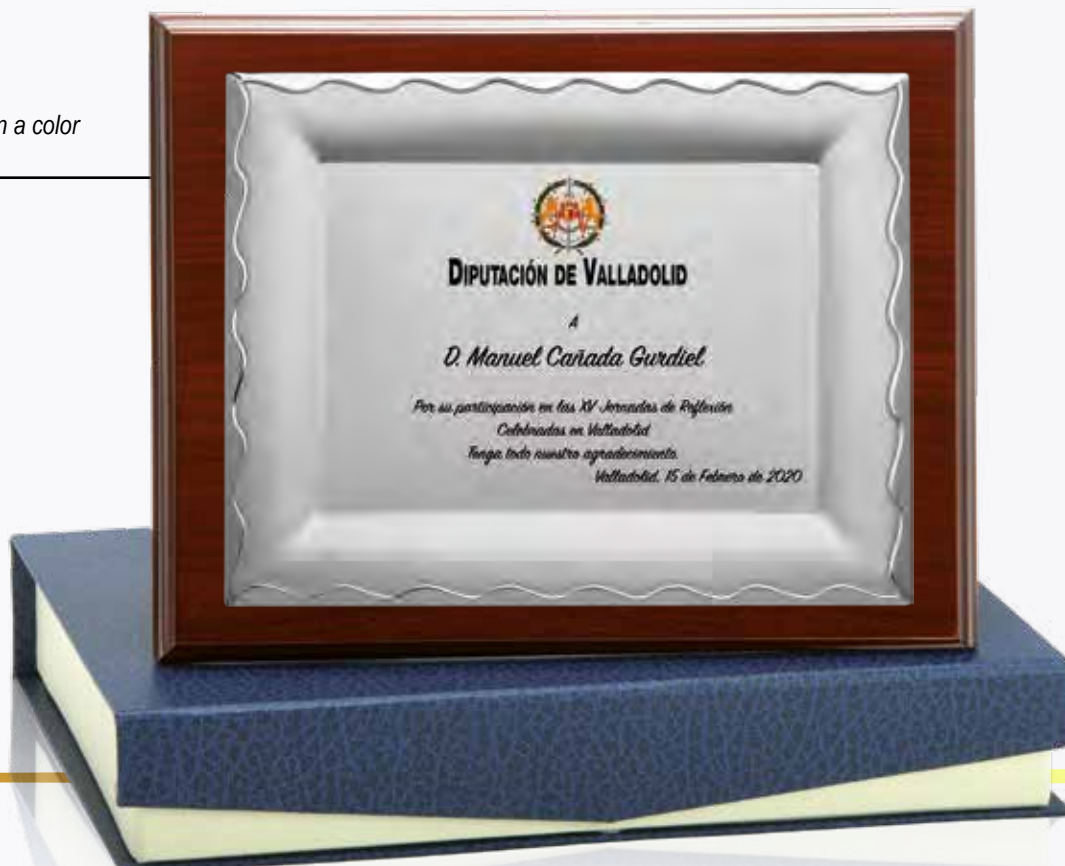 n a color
DIPUTACIÓN DE VALLADOLID
A
D. Manuel Cañada Gurdiel
Por su participación en las XV Jornadas de Reflexión
Celebradas en Valladolid
Tenga todo nuestro agradecimiento.
Valladolid, 15 de Febrero de 2020